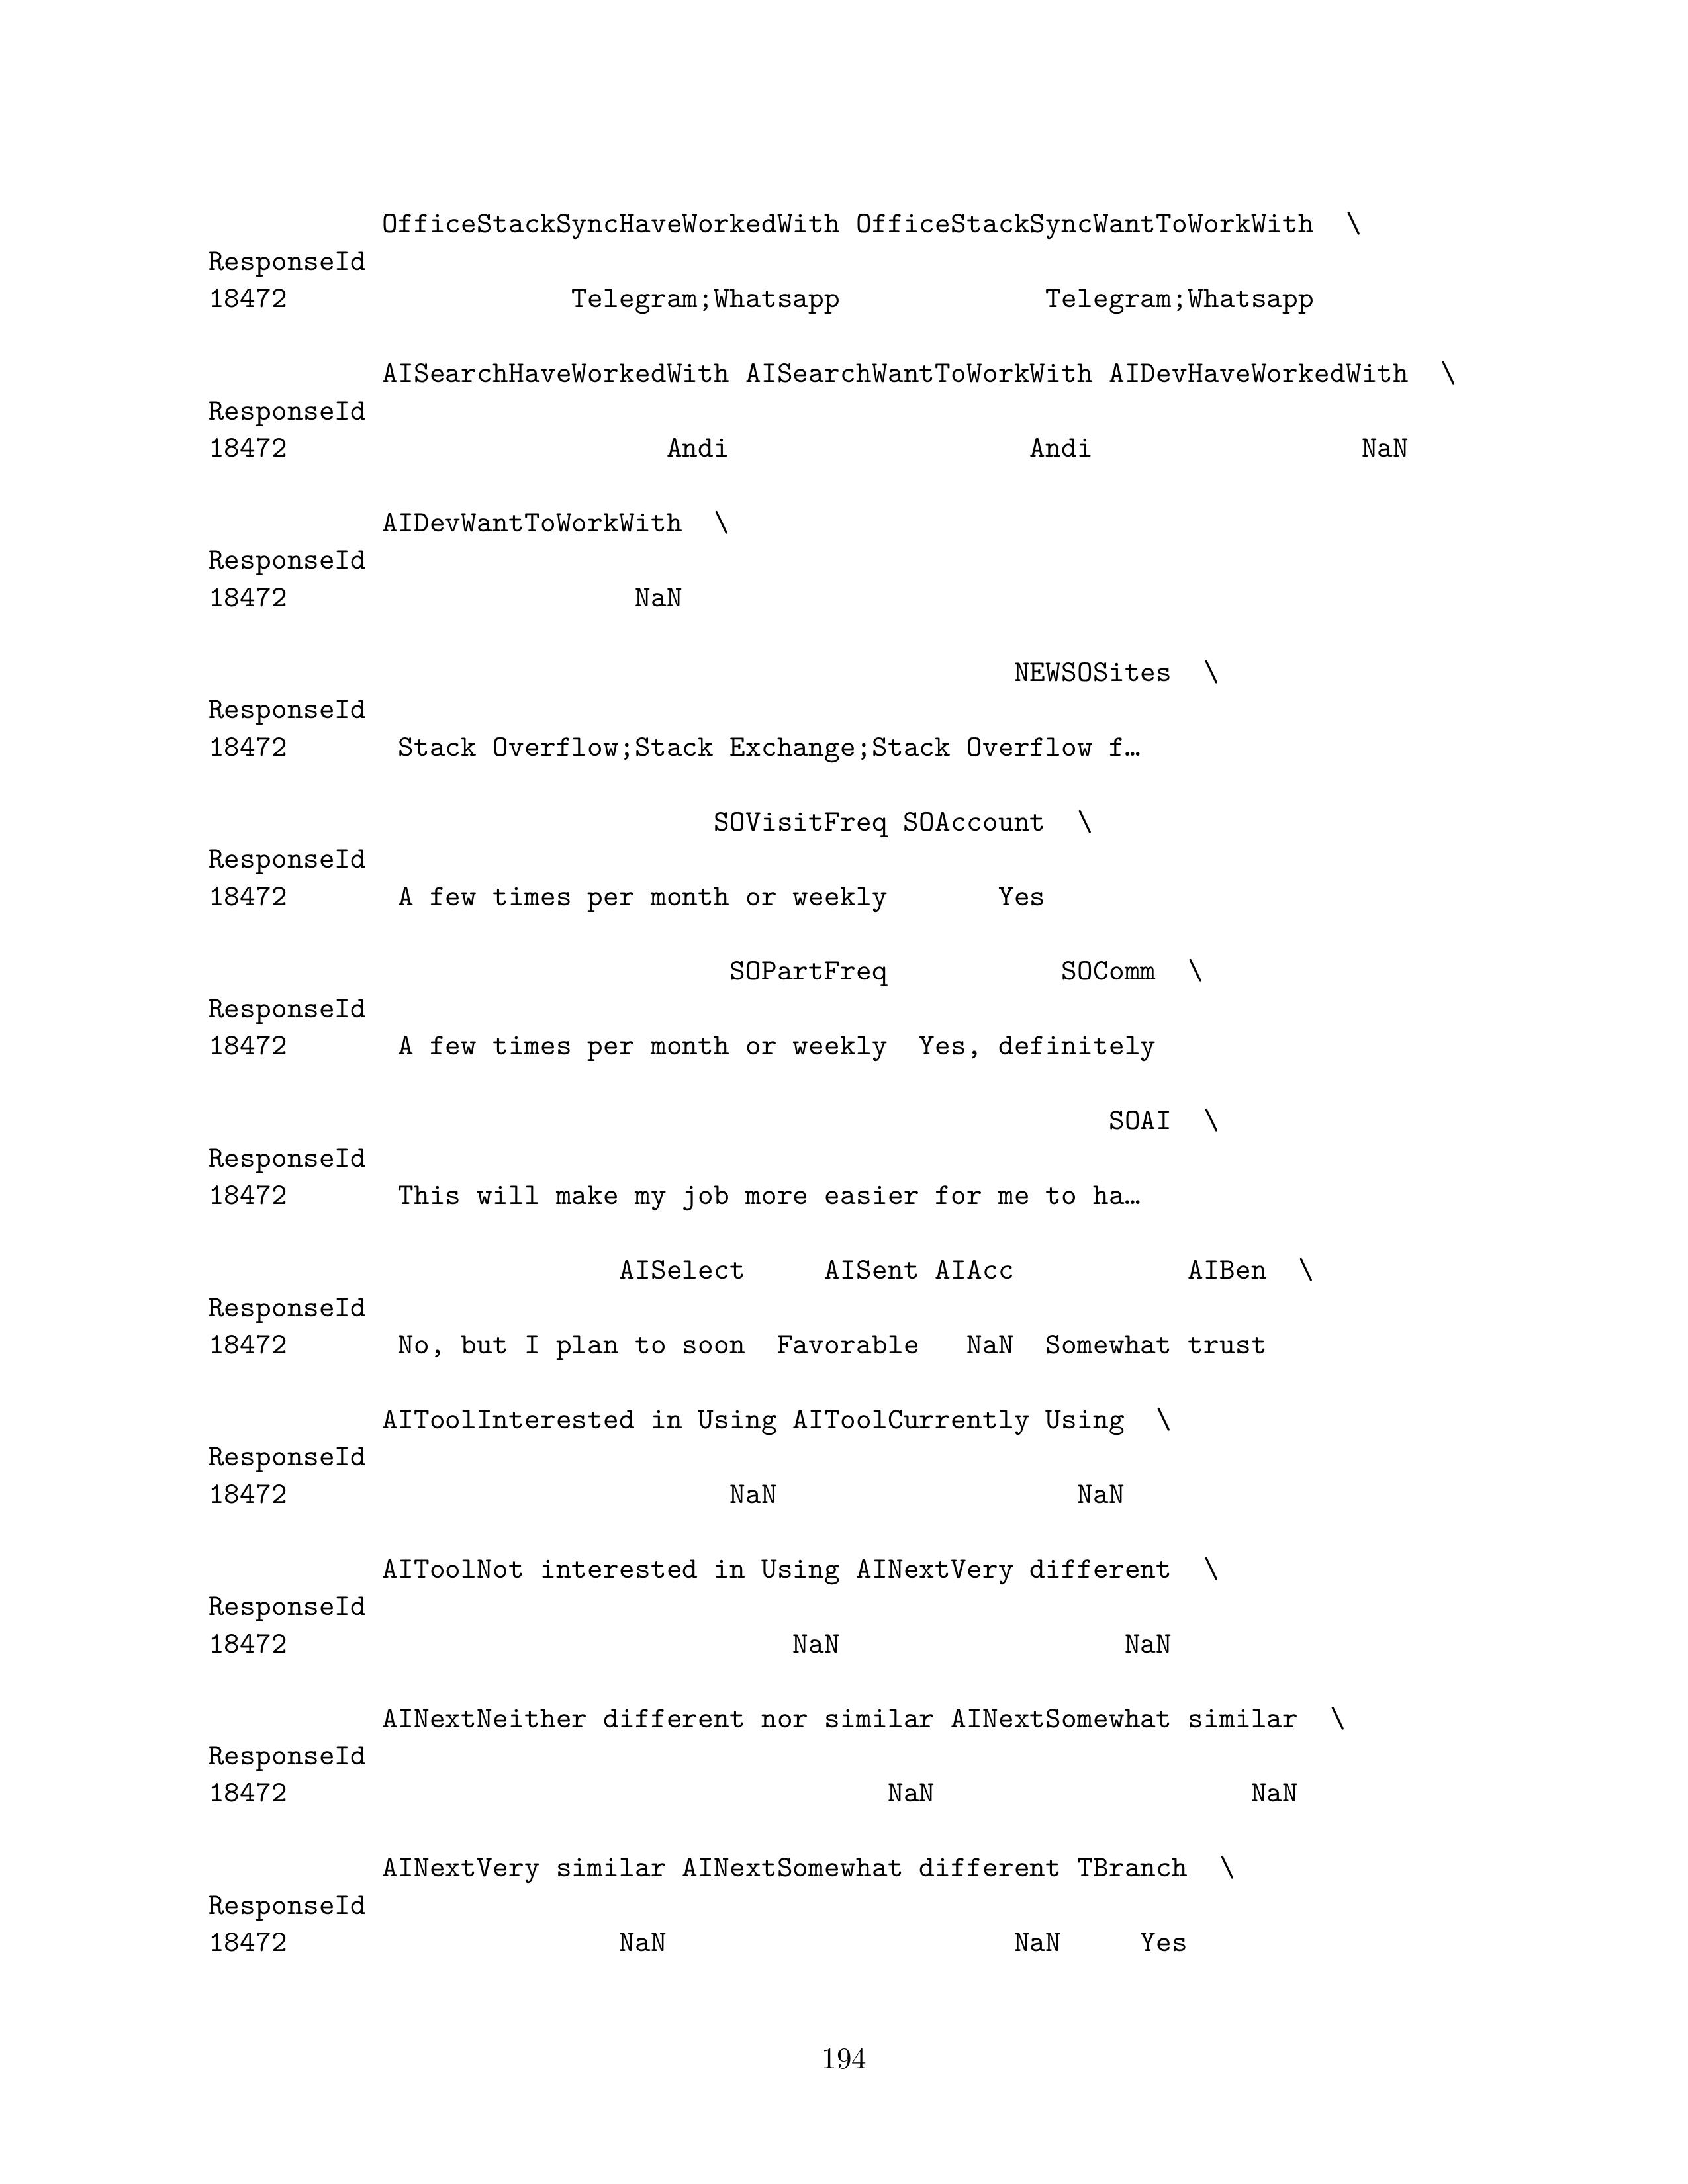 OfficeStackSyncHaveWorkedWith OfficeStackSyncWantToWorkWith \
ResponseId
18472 Telegram;Whatsapp Telegram;Whatsapp
AISearchHaveWorkedWith AISearchWantToWorkWith AIDevHaveWorkedWith \
ResponseId
18472 Andi Andi NaN
AIDevWantToWorkWith \
ResponseId
18472 NaN
NEWSOSites \
ResponseId
18472 Stack Overflow;Stack Exchange;Stack Overflow f…
SOVisitFreq SOAccount \
ResponseId
18472 A few times per month or weekly Yes
SOPartFreq SOComm \
ResponseId
18472 A few times per month or weekly Yes, definitely
SOAI \
ResponseId
18472 This will make my job more easier for me to ha…
AISelect AISent AIAcc AIBen \
ResponseId
18472 No, but I plan to soon Favorable NaN Somewhat trust
AIToolInterested in Using AIToolCurrently Using \
ResponseId
18472 NaN NaN
AIToolNot interested in Using AINextVery different \
ResponseId
18472 NaN NaN
AINextNeither different nor similar AINextSomewhat similar \
ResponseId
18472 NaN NaN
AINextVery similar AINextSomewhat different TBranch \
ResponseId
18472 NaN NaN Yes
194